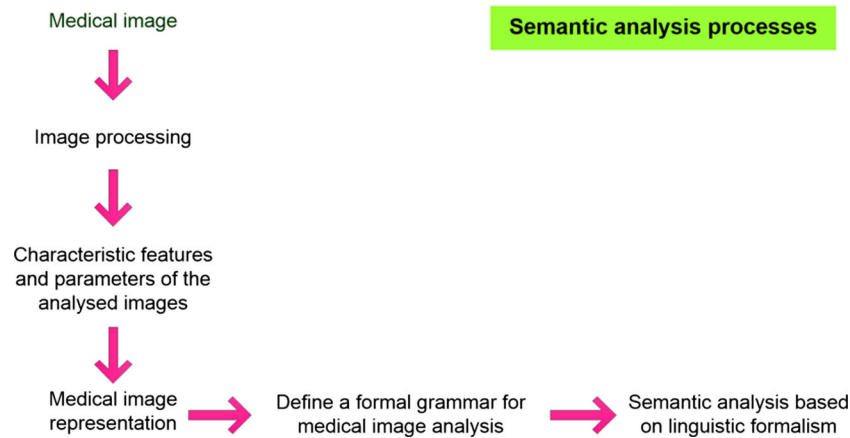 Medical image
Semantic analysis processes
Image processing
Characteristic features
and parameters of the
analysed images
Medical image
representation
Define a formal grammar for
medical image analysis
Semantic analysis based
on linguistic formalism